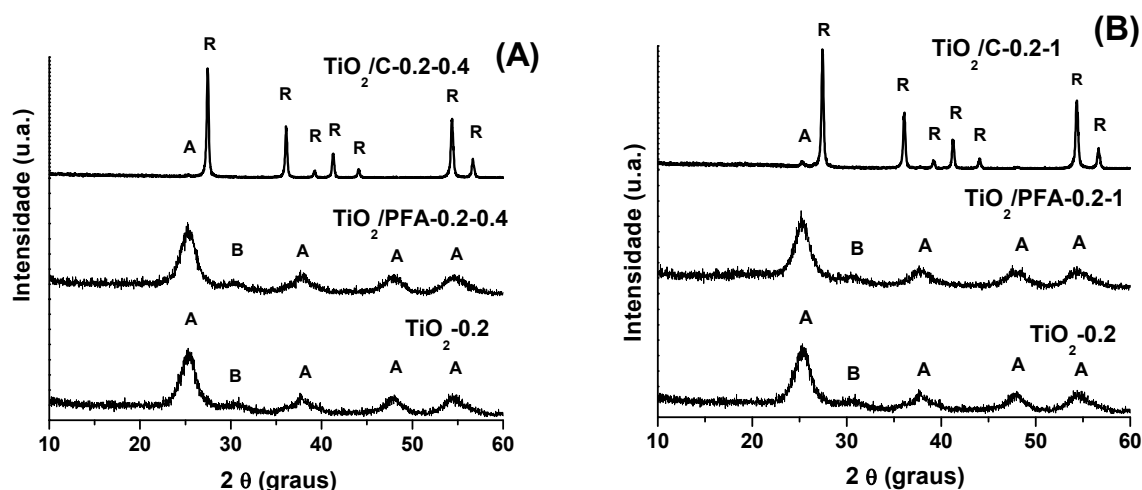 (A)
Intensidade (u.a.)
R
TiO2/C-0.2-0.4
R
R
R
R
R
R
A
TiO2/PFA-0.2-0.4
B
A
A
A
A
TiO2-0.2
B
A
A
A
10 20 30 40 50 60
2 θ (graus)
(B)
Intensidade (u.a.)
R
TiO2/C-0.2-1
R
R
R
R
R
R
A
TiO2/PFA-0.2-1
B
A
A
A
A
TiO2-0.2
B
A
A
A
10 20 30 40 50 60
2 θ (graus)